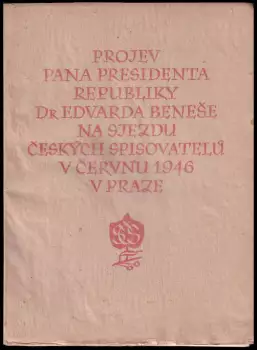 PROJEV
PANA PRESIDENTA
REPUBLIKY
DR EDVARDA BENEŠE
NA SJEZDU
ČESKÝCH SPISOVATELŮ
V ČERVNU 1946
V PRAZE